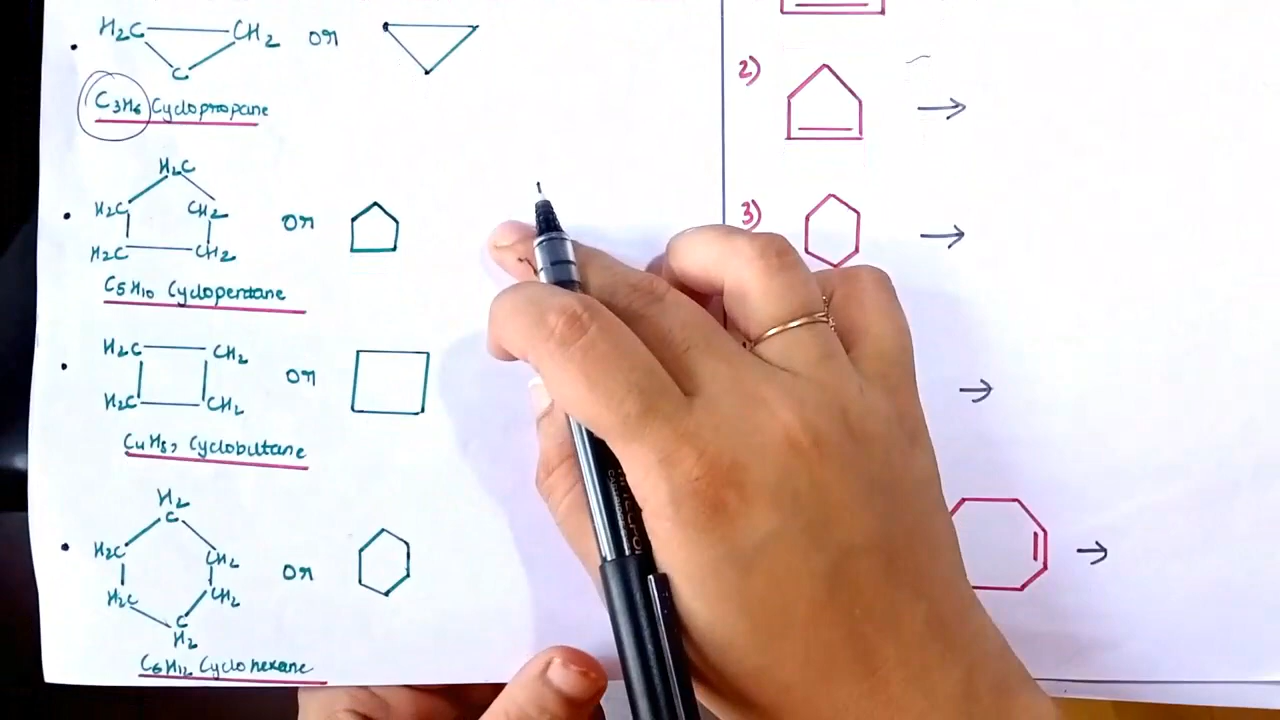 H₂C CH₂ or
C
C₃H₆ Cyclopropane
H₂C
H₂C CH₂ or
H₂C CH₂
C₅H₁₀ Cyclopentane
H₂C CH₂
or
H₂C CH₂
C₄H₈, Cyclobutane
H₂
C
H₂C CH₂
or
H₂C CH₂
C
H₂
C₆H₁₂ Cyclohexane
2) →
3) →
→
→